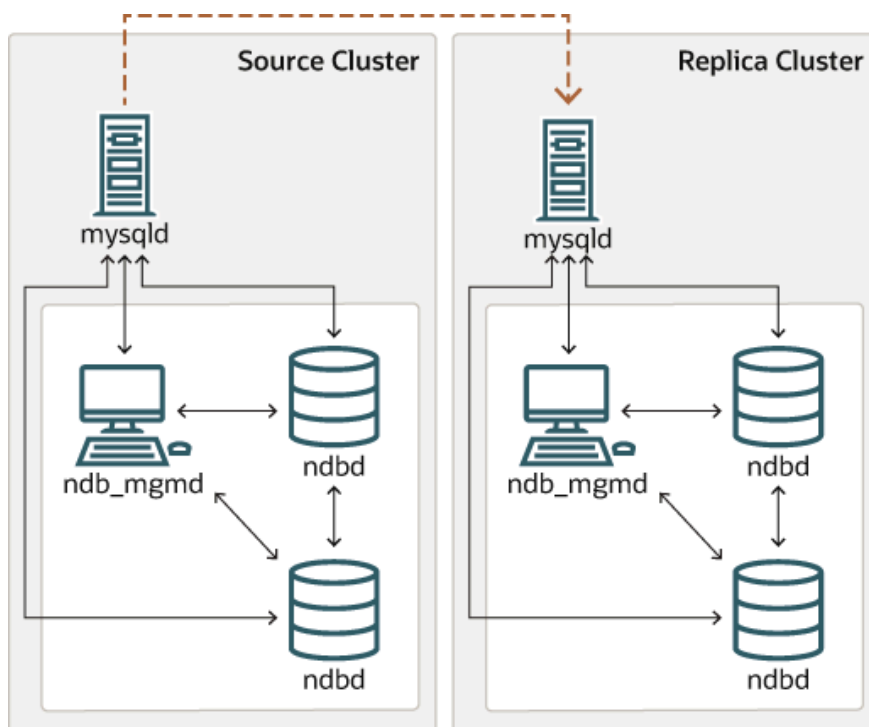 Source Cluster
mysqld
ndb_mgmd
ndbd
ndbd
Replica Cluster
mysqld
ndb_mgmd
ndbd
ndbd